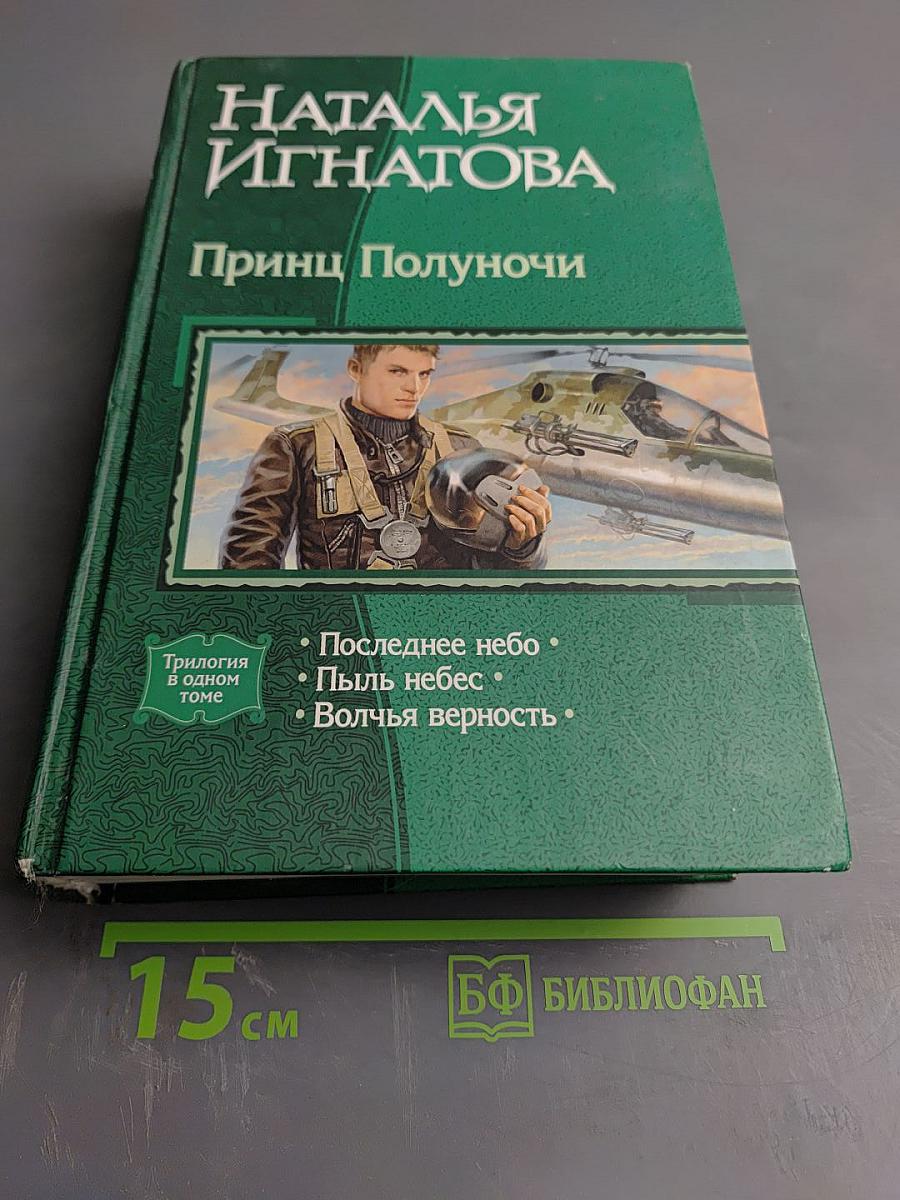 Наталья
Игнатова
Принц Полуночи
Трилогия
в одном
томе
• Последнее небо •
• Пыль небес •
• Волчья верность •
15 см
БФ БИБЛИОФАН